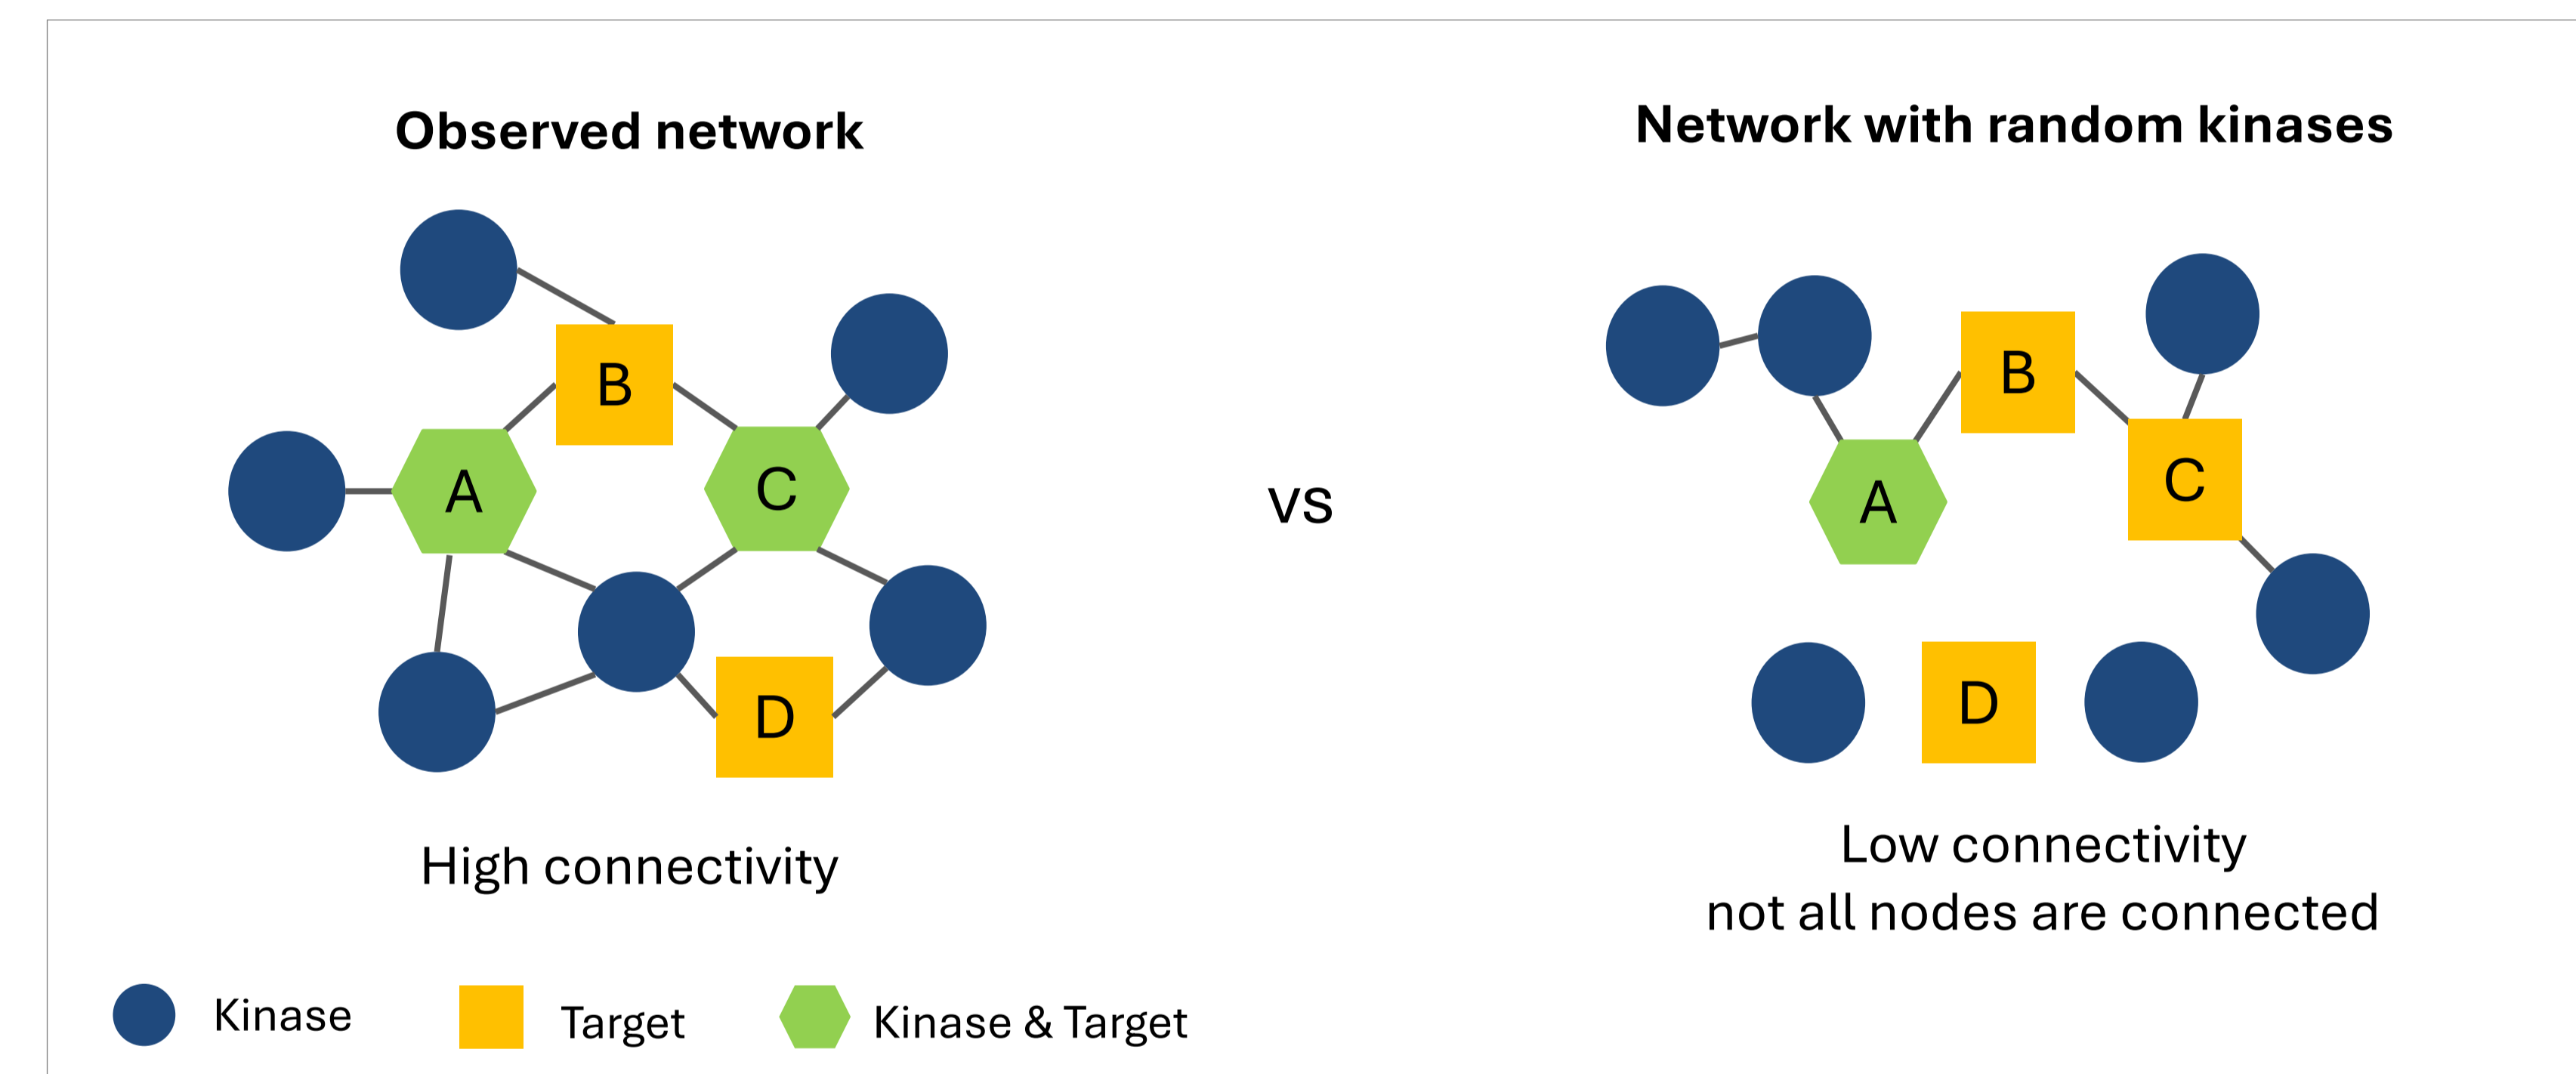 Observed network
Network with random kinases
B
A
C
D
vs
B
C
A
D
High connectivity
Low connectivity
not all nodes are connected
Kinase
Target
Kinase & Target